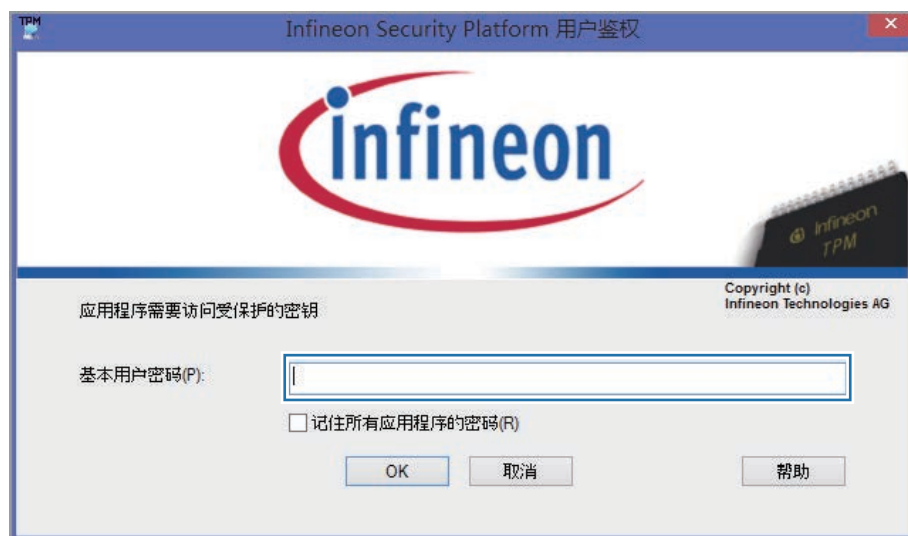 TPM
Infineon Security Platform 用户鉴权
infineon
Infineon
TPM
Copyright (c)
Infineon Technologies AG
应用程序需要访问受保护的密钥
基本用户密码(P):
记住所有应用程序的密码(R)
OK
取消
帮助